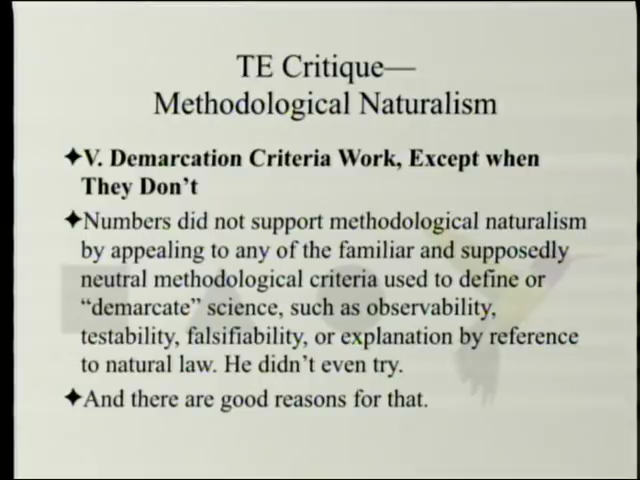 TE Critique—
Methodological Naturalism
✦V. Demarcation Criteria Work, Except when
They Don't
✦Numbers did not support methodological naturalism
by appealing to any of the familiar and supposedly
neutral methodological criteria used to define or
“demarcate” science, such as observability,
testability, falsifiability, or explanation by reference
to natural law. He didn't even try.
✦And there are good reasons for that.